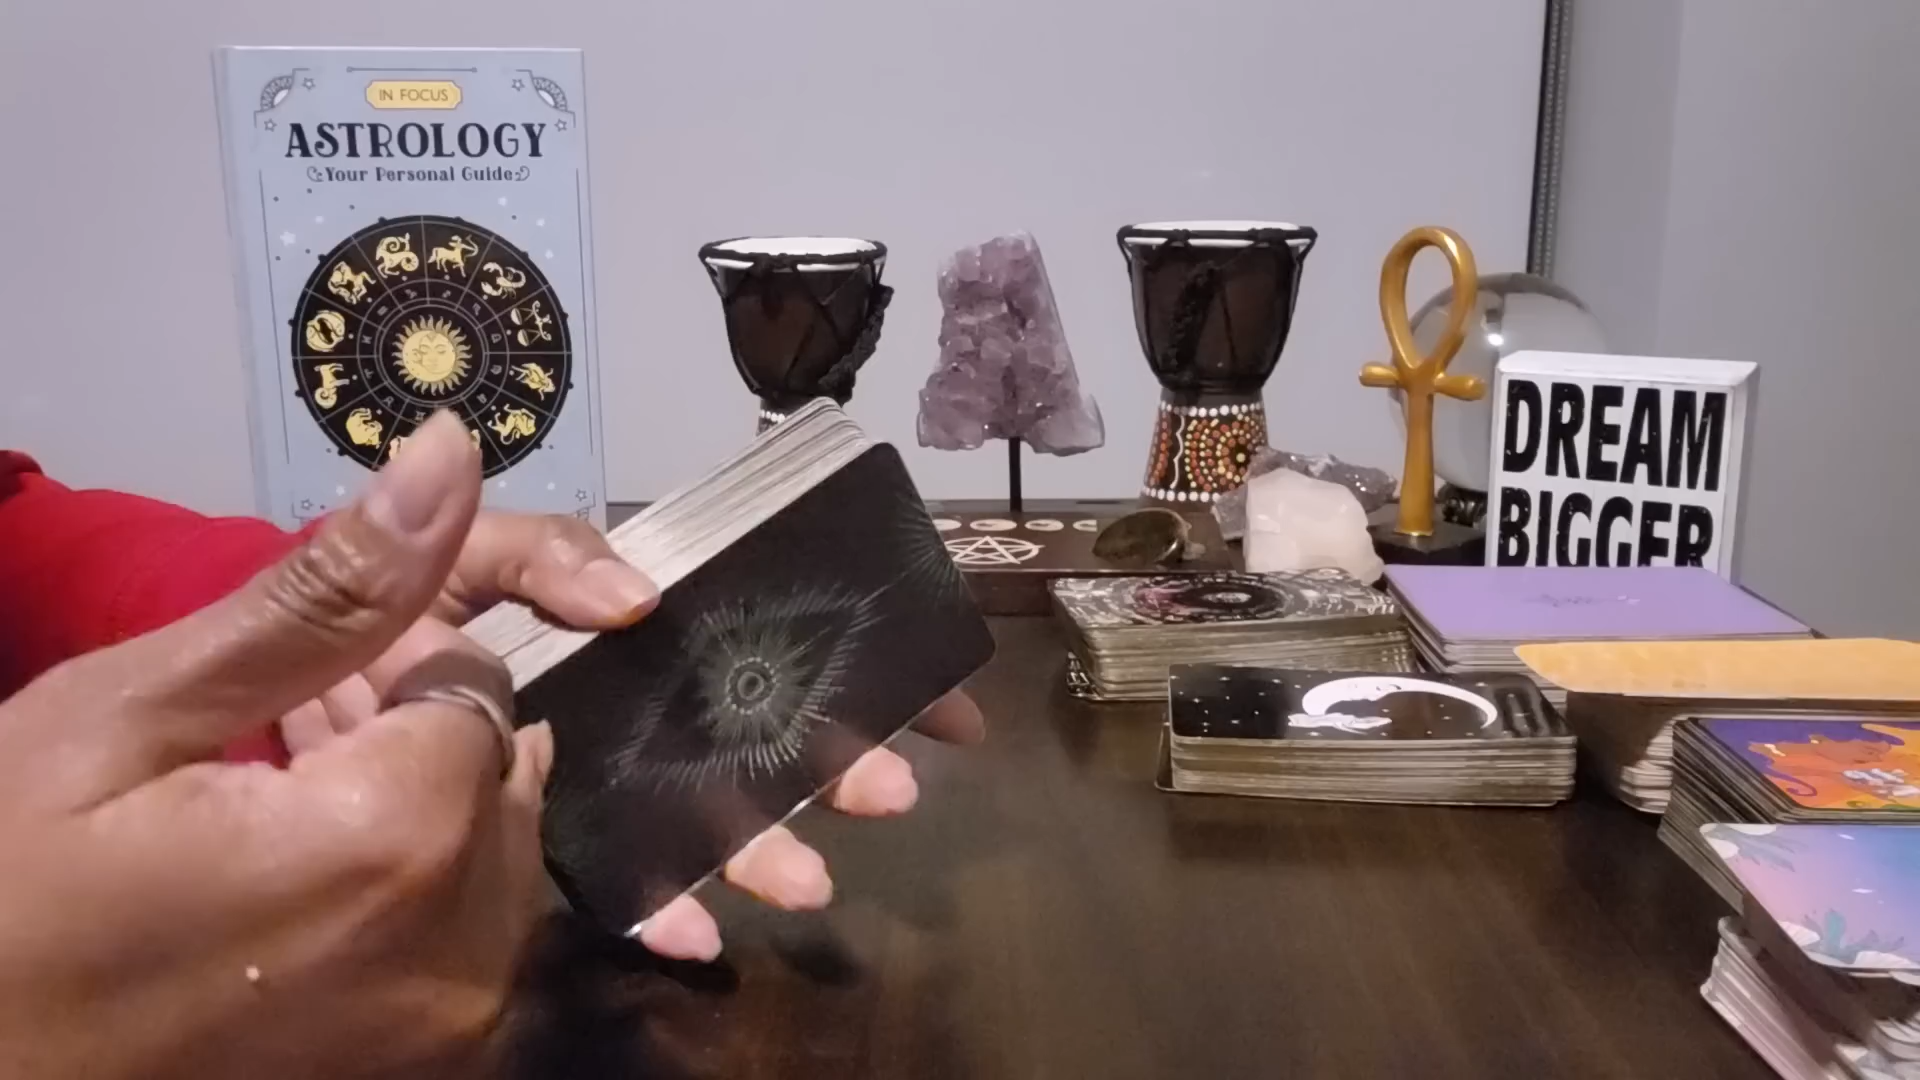 IN FOCUS
ASTROLOGY
Your Personal Guide
DREAM
BIGGER